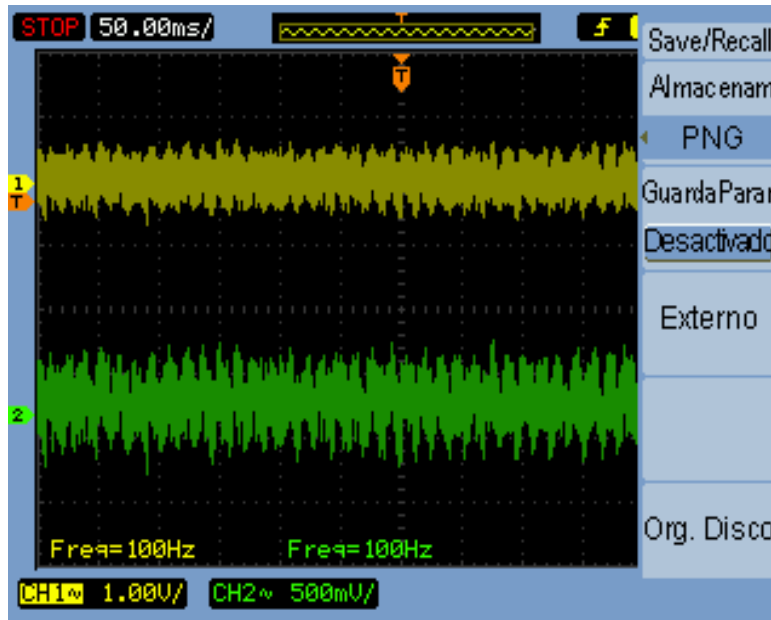 STOP 50.00ms/
T
Save/Recall
Almacenam
T
PNG
1
T
GuardaParam
Desactivado
Externo
2
Org. Disco
Freq=100Hz Freq=100Hz
CH1~ 1.00V/ CH2~ 500mV/